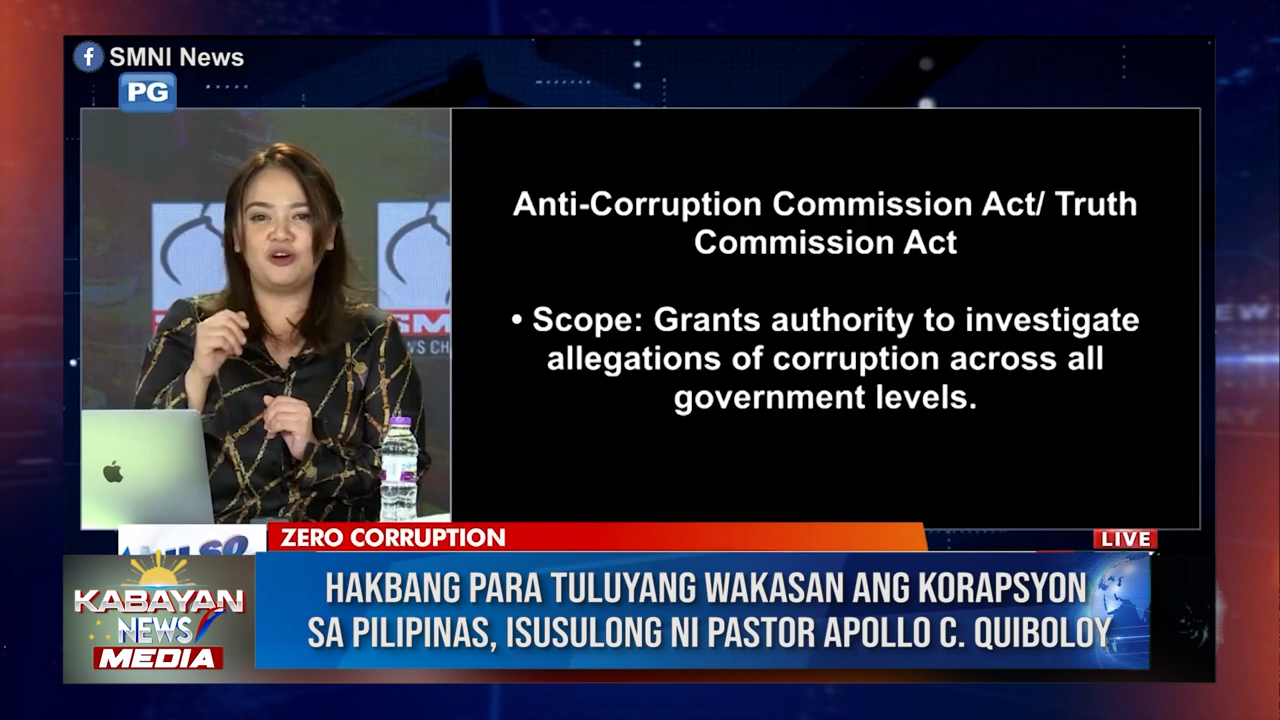 SMNI News
PG
Anti-Corruption Commission Act/ Truth
Commission Act
• Scope: Grants authority to investigate
allegations of corruption across all
government levels.
ZERO CORRUPTION
LIVE
KABAYAN
NEWS
MEDIA
HAKBANG PARA TULUYANG WAKASAN ANG KORAPSYON
SA PILIPINAS, ISUSULONG NI PASTOR APOLLO C. QUIBOLOY